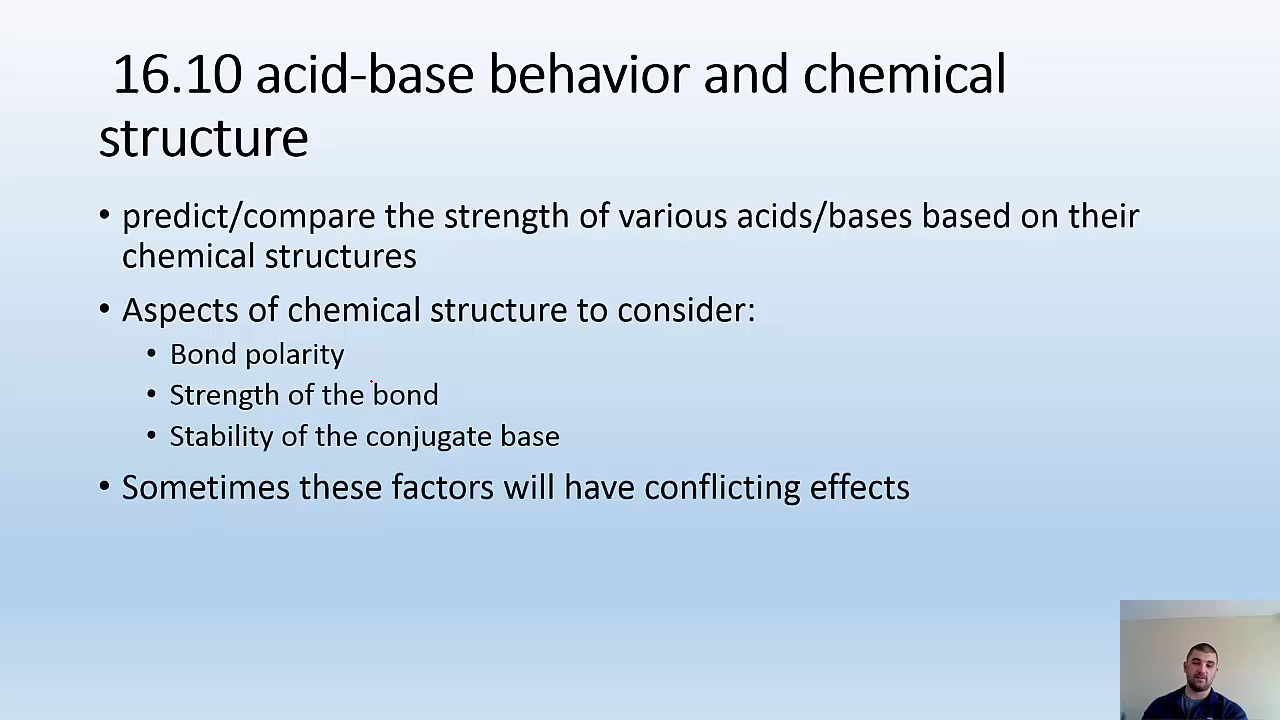 16.10 acid-base behavior and chemical
structure
• predict/compare the strength of various acids/bases based on their
chemical structures
• Aspects of chemical structure to consider:
• Bond polarity
• Strength of the bond
• Stability of the conjugate base
• Sometimes these factors will have conflicting effects